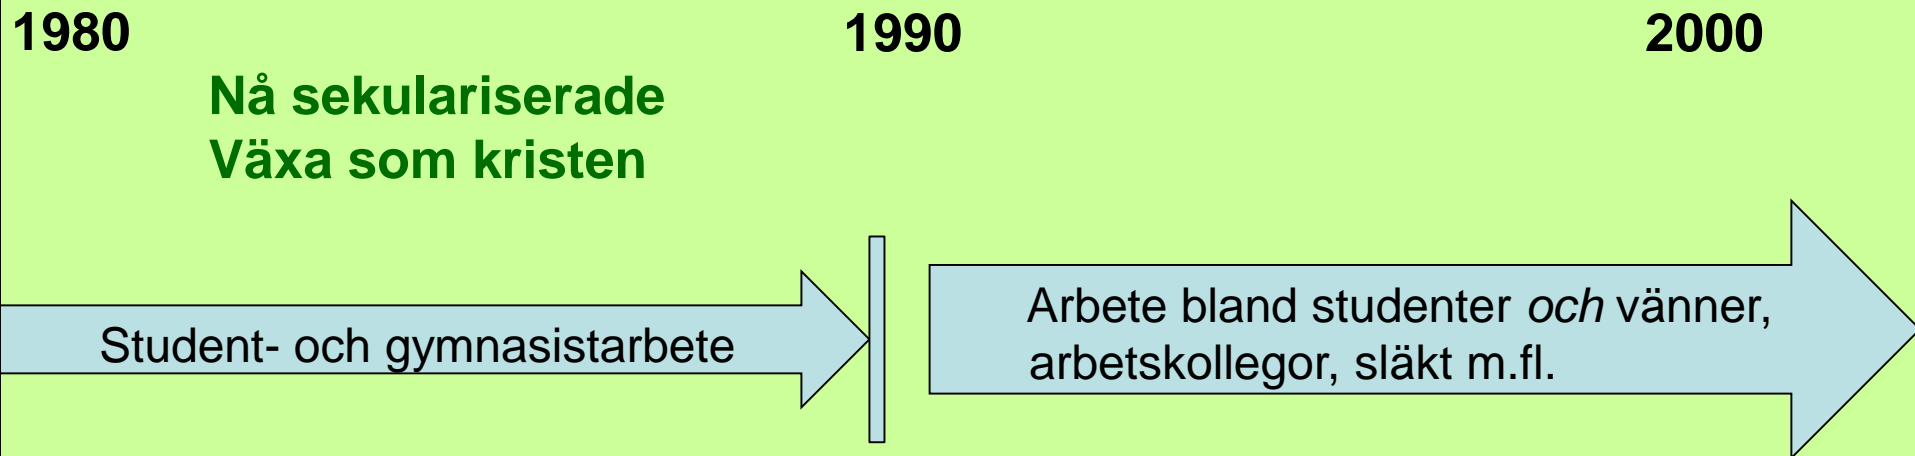 1980 1990 2000
Nå sekulariserade
Växa som kristen
Student- och gymnasistarbete
Arbete bland studenter och vänner,
arbetskollegor, släkt m.fl.